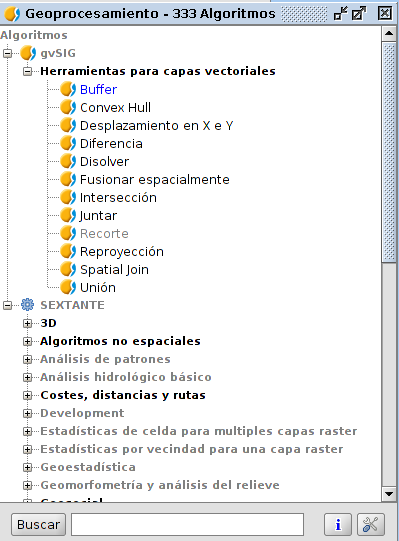 Geoprocesamiento - 333 Algoritmos
Algoritmos
gvSIG
Herramientas para capas vectoriales
Buffer
Convex Hull
Desplazamiento en X e Y
Diferencia
Disolver
Fusionar espacialmente
Intersección
Juntar
Recorte
Reproyección
Spatial Join
Unión
SEXTANTE
3D
Algoritmos no espaciales
Análisis de patrones
Análisis hidrológico básico
Costes, distancias y rutas
Development
Estadísticas de celda para multiples capas raster
Estadísticas por vecindad para una capa raster
Geoestadística
Geomorfometría y análisis del relieve
Buscar
i